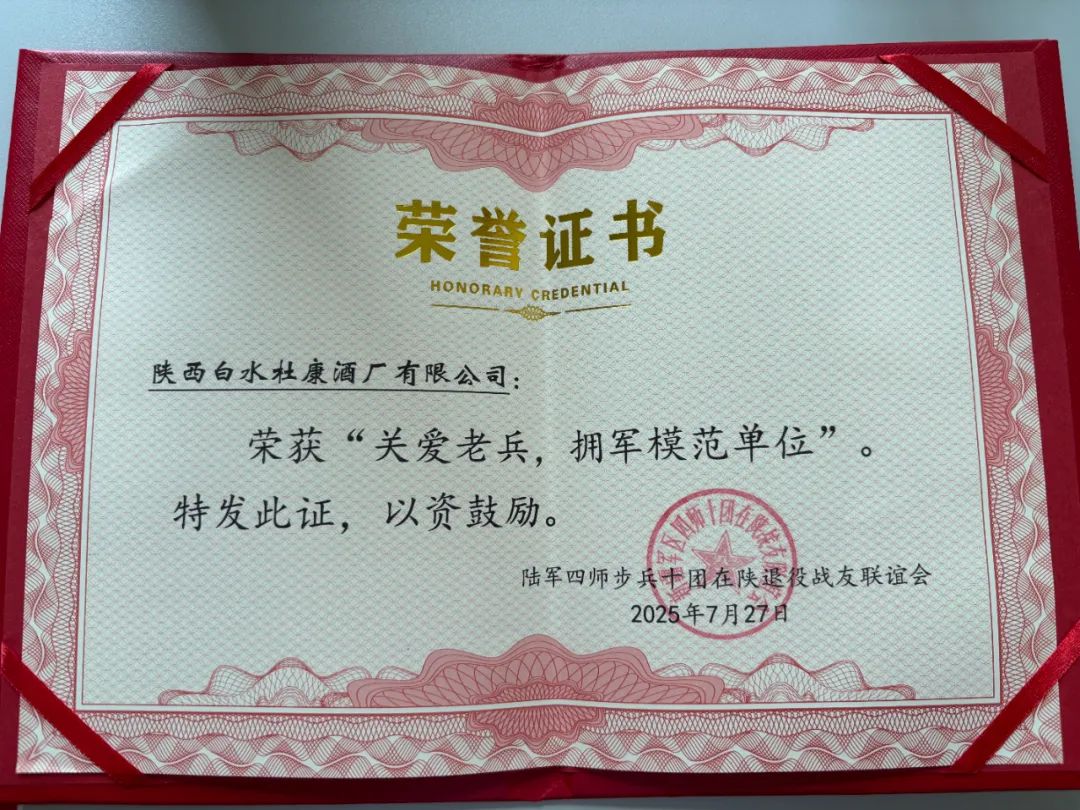 荣誉证书
HONORARY CREDENTIAL
陕西白水杜康酒厂有限公司：
荣获“关爱老兵，拥军模范单位”。
特发此证，以资鼓励。
陆军四师步兵十团在陕退役战友联谊会
2025年7月27日